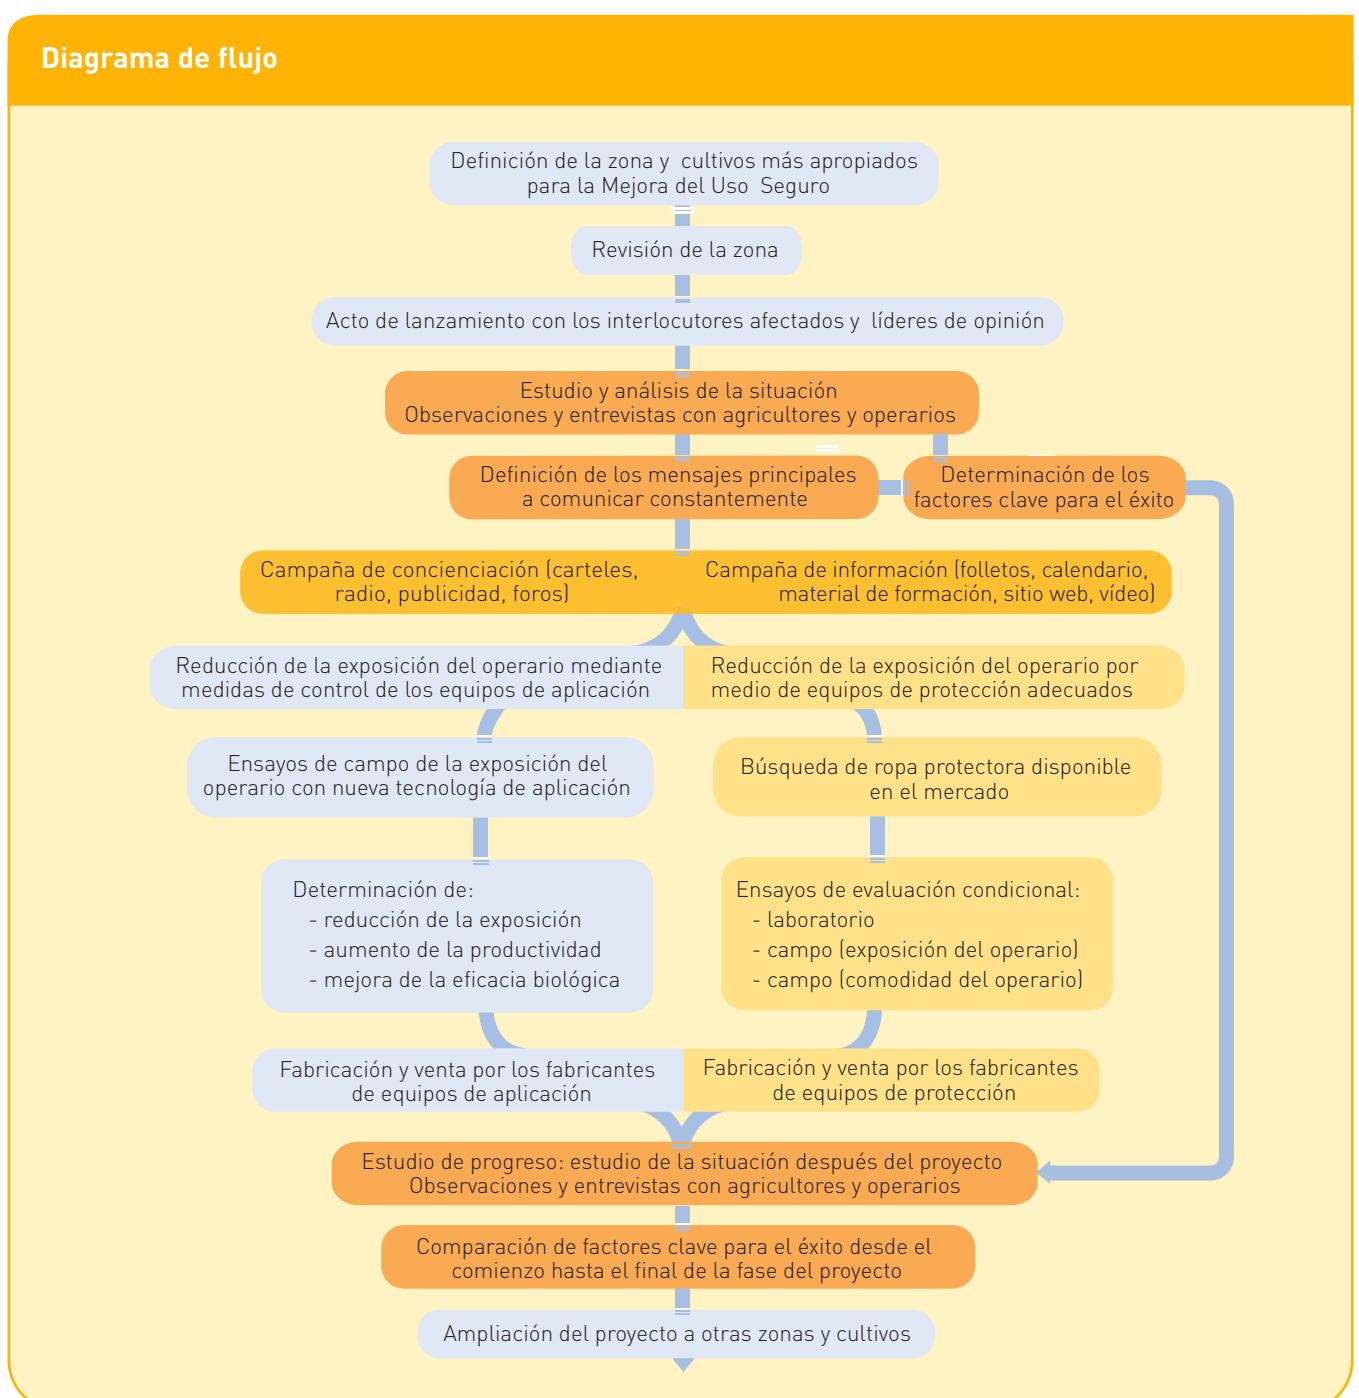 Diagrama de flujo
Definición de la zona y cultivos más apropiados
para la Mejora del Uso Seguro
Revisión de la zona
Acto de lanzamiento con los interlocutores afectados y líderes de opinión
Estudio y análisis de la situación
Observaciones y entrevistas con agricultores y operarios
Definición de los mensajes principales
a comunicar constantemente
Determinación de los
factores clave para el éxito
Campaña de concienciación (carteles,
radio, publicidad, foros)
Campaña de información (folletos, calendario,
material de formación, sitio web, vídeo)
Reducción de la exposición del operario mediante
medidas de control de los equipos de aplicación
Reducción de la exposición del operario por
medio de equipos de protección adecuados
Ensayos de campo de la exposición del
operario con nueva tecnología de aplicación
Búsqueda de ropa protectora disponible
en el mercado
Determinación de:
- reducción de la exposición
- aumento de la productividad
- mejora de la eficacia biológica
Ensayos de evaluación condicional:
- laboratorio
- campo (exposición del operario)
- campo (comodidad del operario)
Fabricación y venta por los fabricantes
de equipos de aplicación
Fabricación y venta por los fabricantes
de equipos de protección
Estudio de progreso: estudio de la situación después del proyecto
Observaciones y entrevistas con agricultores y operarios
Comparación de factores clave para el éxito desde el
comienzo hasta el final de la fase del proyecto
Ampliación del proyecto a otras zonas y cultivos